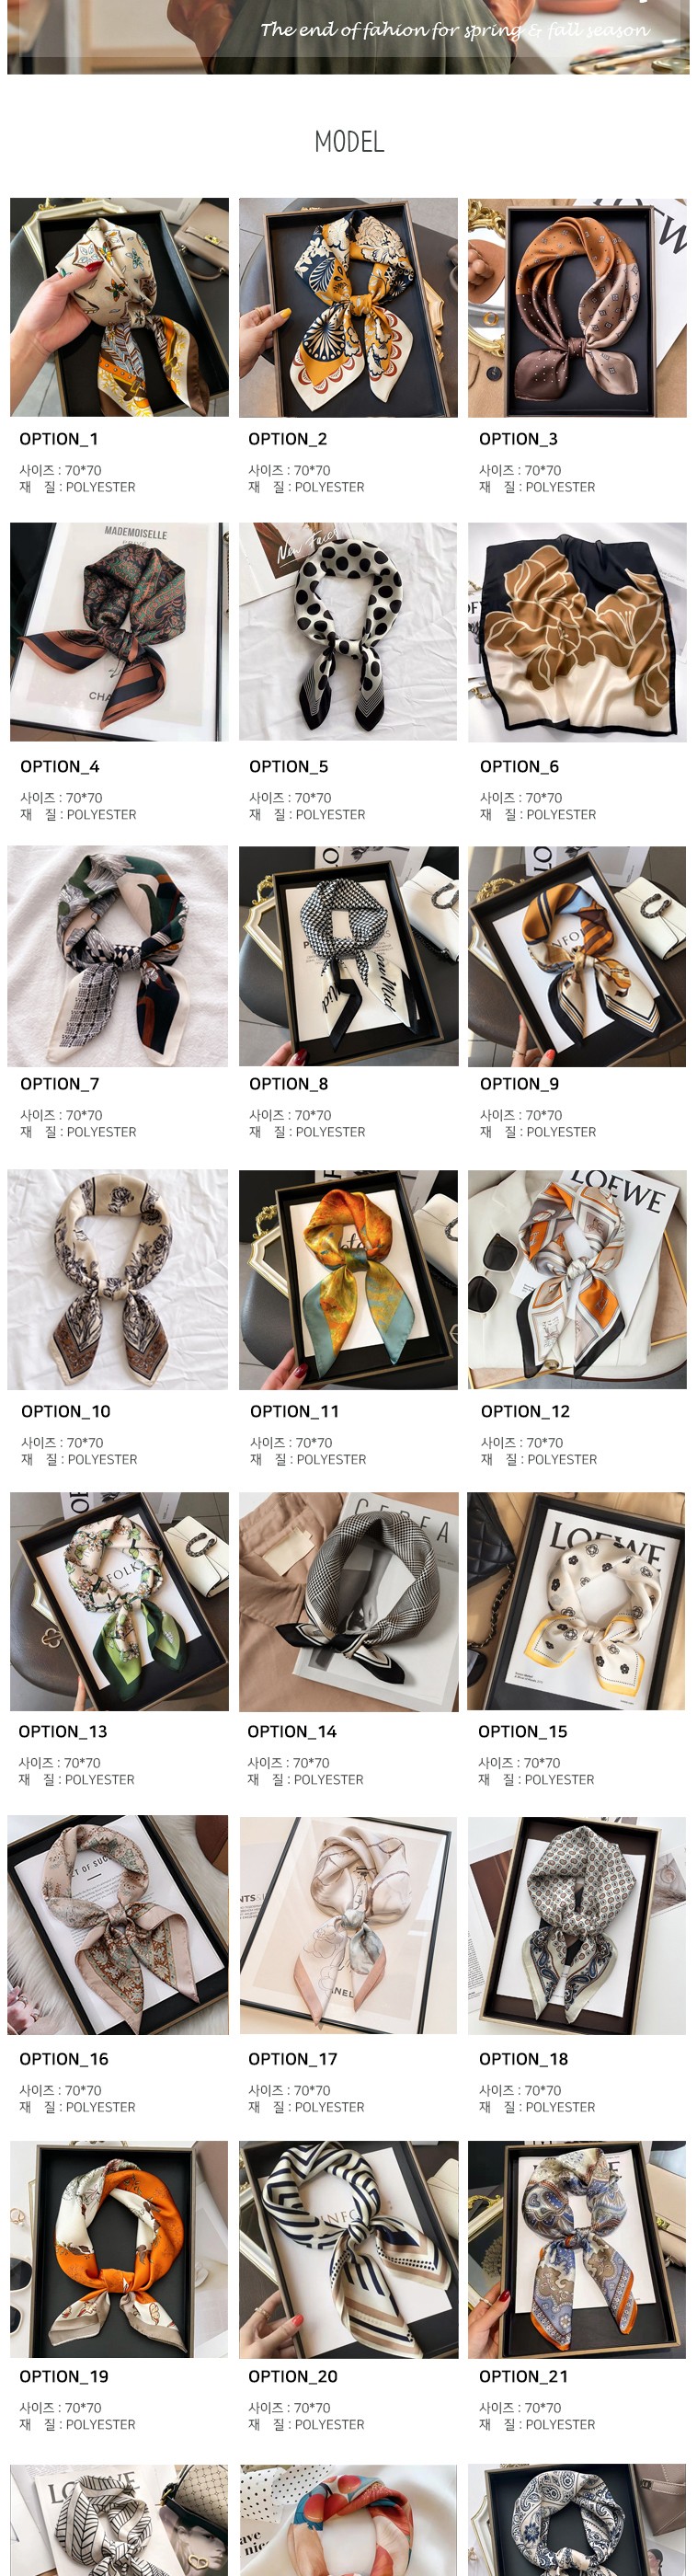 The end of fahion for spring & fall season
MODEL
OPTION_1
사이즈 : 70*70
재 질 : POLYESTER
OPTION_2
사이즈 : 70*70
재 질 : POLYESTER
OPTION_3
사이즈 : 70*70
재 질 : POLYESTER
MADEMOISELLE
CHA
New Face
OPTION_4
사이즈 : 70*70
재 질 : POLYESTER
OPTION_5
사이즈 : 70*70
재 질 : POLYESTER
OPTION_6
사이즈 : 70*70
재 질 : POLYESTER
OPTION_7
사이즈 : 70*70
재 질 : POLYESTER
OPTION_8
사이즈 : 70*70
재 질 : POLYESTER
OPTION_9
사이즈 : 70*70
재 질 : POLYESTER
LOEWE
OPTION_10
사이즈 : 70*70
재 질 : POLYESTER
OPTION_11
사이즈 : 70*70
재 질 : POLYESTER
OPTION_12
사이즈 : 70*70
재 질 : POLYESTER
FOLK
LOEWE
OPTION_13
사이즈 : 70*70
재 질 : POLYESTER
OPTION_14
사이즈 : 70*70
재 질 : POLYESTER
OPTION_15
사이즈 : 70*70
재 질 : POLYESTER
OPTION_16
사이즈 : 70*70
재 질 : POLYESTER
OPTION_17
사이즈 : 70*70
재 질 : POLYESTER
OPTION_18
사이즈 : 70*70
재 질 : POLYESTER
OPTION_19
사이즈 : 70*70
재 질 : POLYESTER
OPTION_20
사이즈 : 70*70
재 질 : POLYESTER
OPTION_21
사이즈 : 70*70
재 질 : POLYESTER